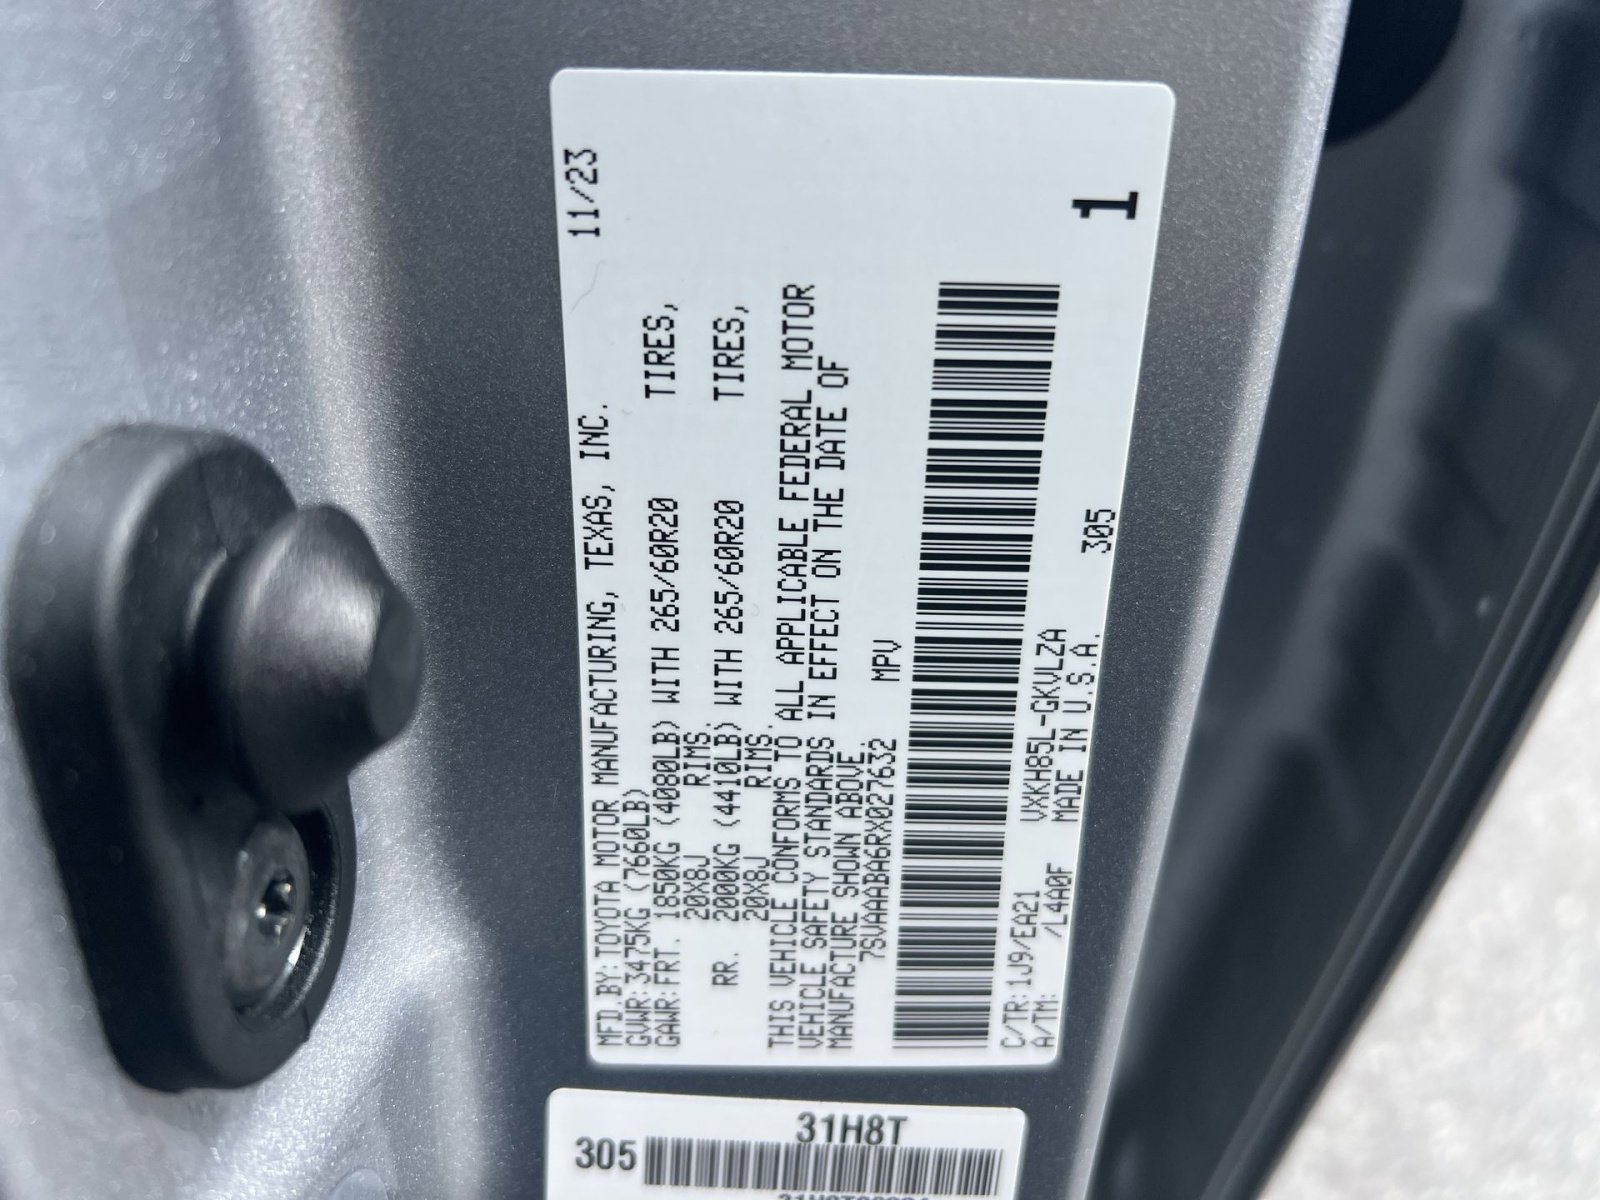 MFD.BY:TOYOTA MOTOR MANUFACTURING, TEXAS, INC. 11/23
GVWR:3475KG(7660LB)
GAWR:FRT. 1850KG (4080LB) WITH 265/60R20 TIRES,
20X8J RIMS,
RR. 2000KG (4410LB) WITH 265/60R20 TIRES,
20X8J RIMS.
THIS VEHICLE CONFORMS TO ALL APPLICABLE FEDERAL MOTOR
VEHICLE SAFETY STANDARDS IN EFFECT ON THE DATE OF
MANUFACTURE SHOWN ABOVE.
7SVAAABA6RX027632 MPV
C/TR:1J9/EA21 VXKH85L-GKVLZA
A/TM: /L4A0F MADE IN U.S.A. 305
1
31H8T
305